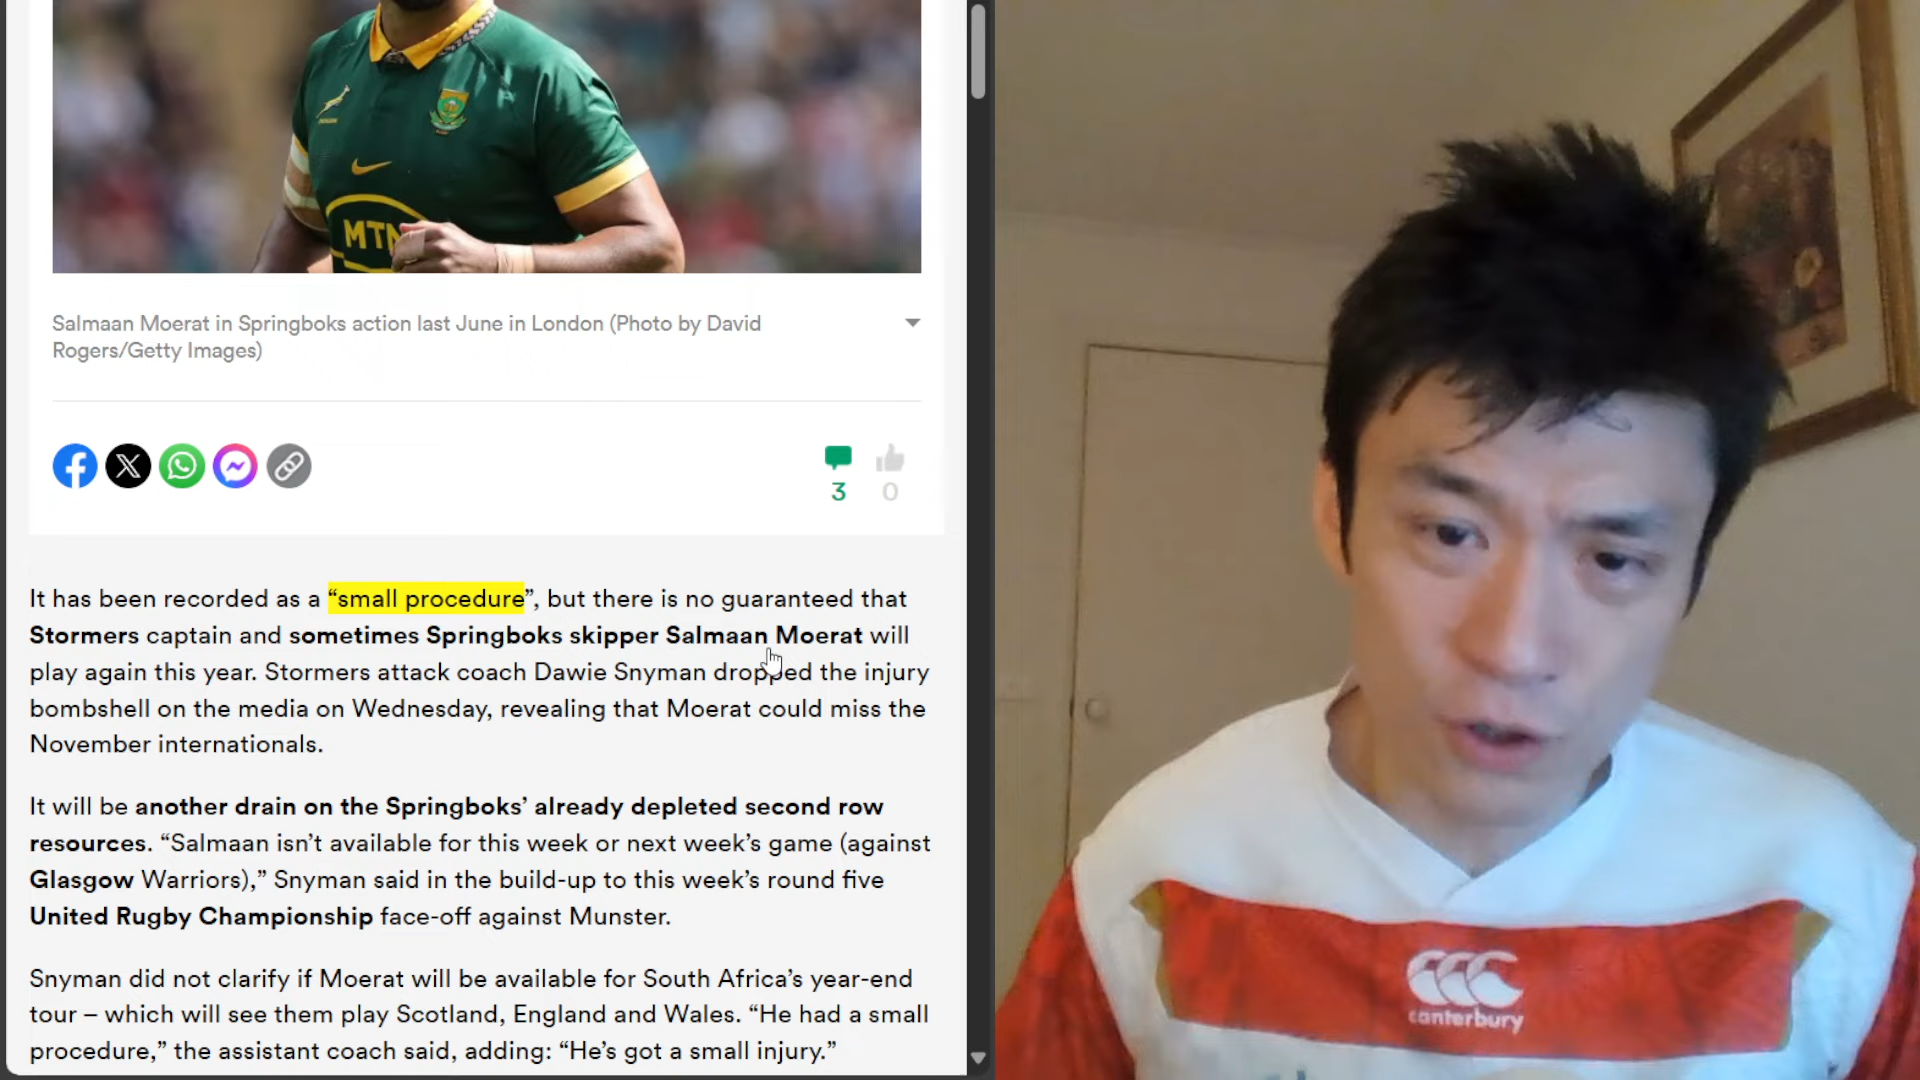 MTN
Salmaan Moerat in Springboks action last June in London (Photo by David
Rogers/Getty Images)
3
0
It has been recorded as a “small procedure”, but there is no guaranteed that
Stormers captain and sometimes Springboks skipper Salmaan Moerat will
play again this year. Stormers attack coach Dawie Snyman dropped the injury
bombshell on the media on Wednesday, revealing that Moerat could miss the
November internationals.
It will be another drain on the Springboks’ already depleted second row
resources. “Salmaan isn’t available for this week or next week’s game (against
Glasgow Warriors),” Snyman said in the build-up to this week’s round five
United Rugby Championship face-off against Munster.
Snyman did not clarify if Moerat will be available for South Africa’s year-end
tour – which will see them play Scotland, England and Wales. “He had a small
procedure,” the assistant coach said, adding: “He’s got a small injury.”
canterbury